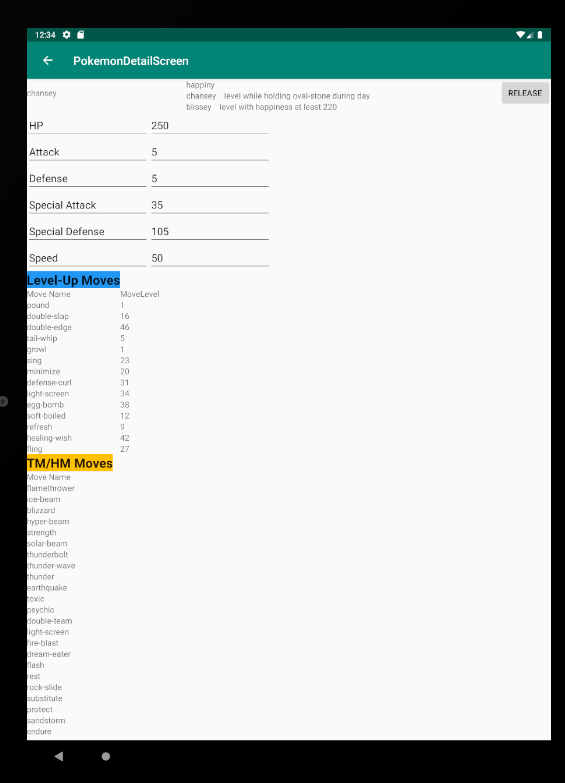 12:34
PokemonDetailScreen
chansey
happiny
chansey level while holding oval-stone during day
blissey level with happiness at least 220
RELEASE
HP 250
Attack 5
Defense 5
Special Attack 35
Special Defense 105
Speed 50
Level-Up Moves
Move Name MoveLevel
pound 1
double-slap 16
double-edge 46
tail-whip 5
growl 1
sing 23
minimize 20
defense-curl 31
light-screen 34
egg-bomb 38
soft-boiled 12
refresh 9
healing-wish 42
fling 27
TM/HM Moves
Move Name
flamethrower
ice-beam
blizzard
hyper-beam
strength
solar-beam
thunderbolt
thunder-wave
thunder
earthquake
toxic
psychic
double-team
light-screen
fire-blast
dream-eater
flash
rest
rock-slide
substitute
protect
sandstorm
endure